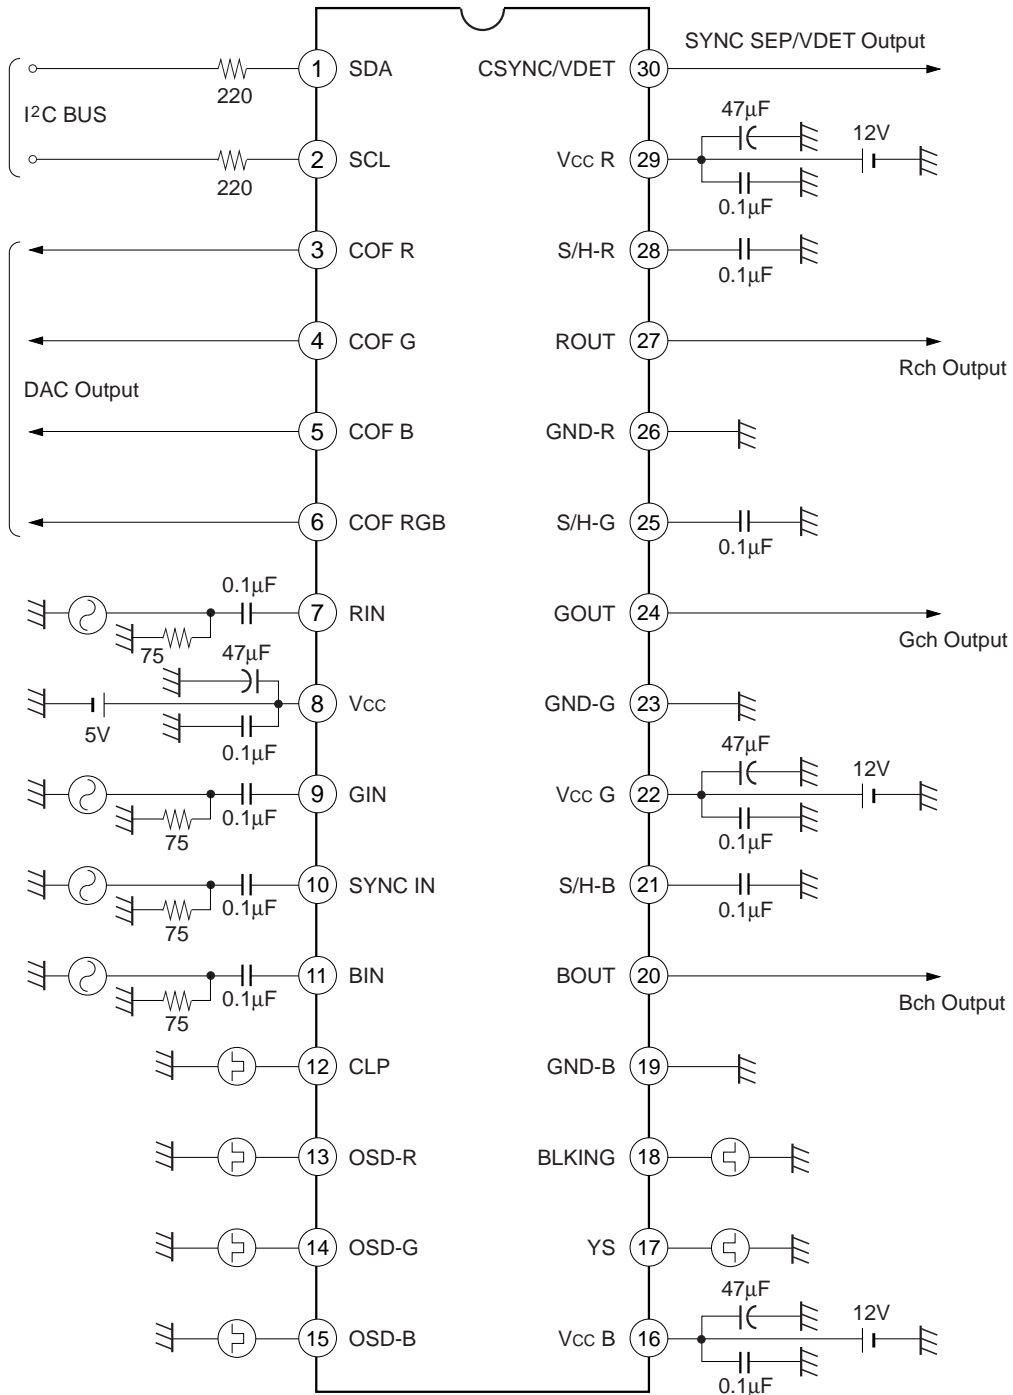 SYNC SEP/VDET Output
1 SDA
CSYNC/VDET 30
220
I²C BUS
47µF
12V
2 SCL
VCC R 29
220
0.1µF
3 COF R
S/H-R 28
0.1µF
4 COF G
ROUT 27
Rch Output
DAC Output
5 COF B
GND-R 26
6 COF RGB
S/H-G 25
0.1µF
0.1µF
7 RIN
GOUT 24
Gch Output
75
47µF
8 VCC
GND-G 23
5V
0.1µF
47µF
12V
9 GIN
VCC G 22
0.1µF
75
0.1µF
10 SYNC IN
S/H-B 21
0.1µF
75
0.1µF
11 BIN
BOUT 20
0.1µF
75
Bch Output
12 CLP
GND-B 19
13 OSD-R
BLKING 18
14 OSD-G
YS 17
47µF
12V
15 OSD-B
VCC B 16
0.1µF